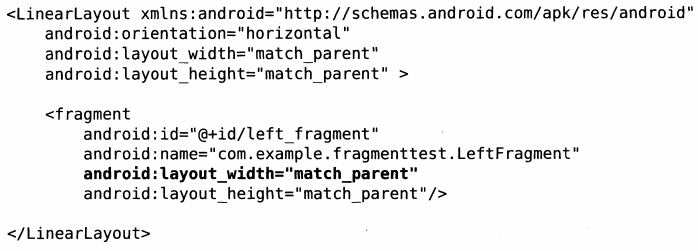 <LinearLayout xmlns:android="http://schemas.android.com/apk/res/android"
    android:orientation="horizontal"
    android:layout_width="match_parent"
    android:layout_height="match_parent" >

    <fragment
        android:id="@+id/left_fragment"
        android:name="com.example.fragmenttest.LeftFragment"
        android:layout_width="match_parent"
        android:layout_height="match_parent"/>

</LinearLayout>